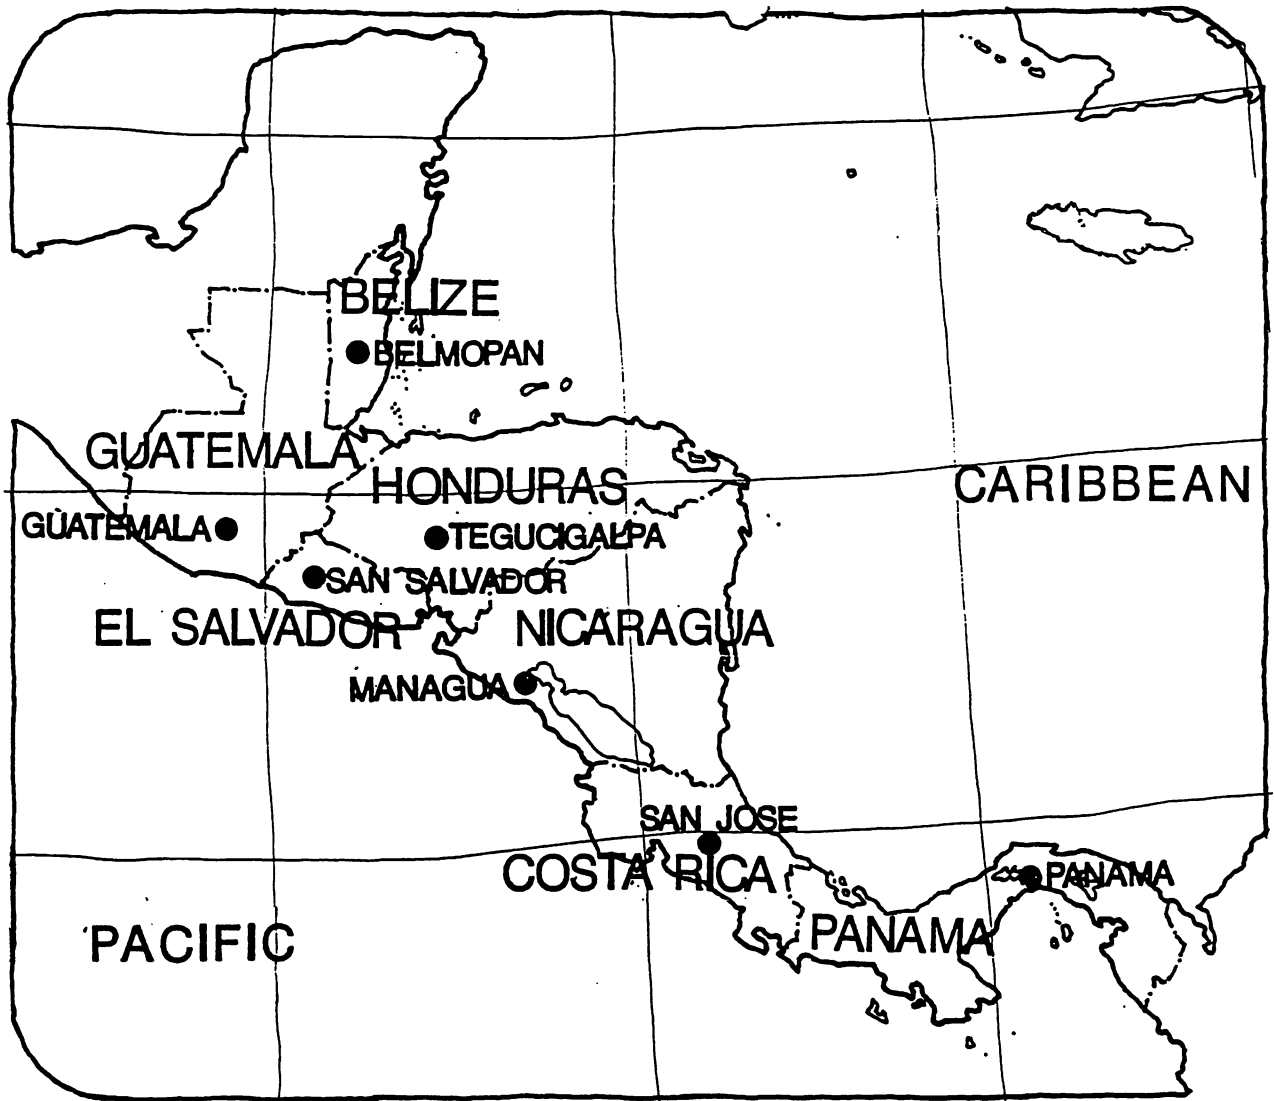 BELIZE
BELMOPAN
GUATEMALA
HONDURAS
CARIBBEAN
GUATEMALA
TEGUCIGALPA
SAN SALVADOR
EL SALVADOR
NICARAGUA
MANAGUA
SAN JOSE
COSTA RICA
PANAMA
PANAMA
PACIFIC